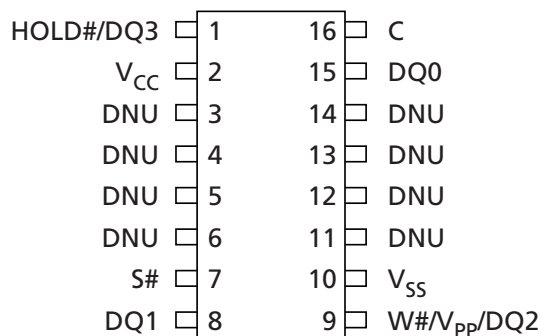 HOLD#/DQ3 1 16 C
VCC 2 15 DQ0
DNU 3 14 DNU
DNU 4 13 DNU
DNU 5 12 DNU
DNU 6 11 DNU
S# 7 10 VSS
DQ1 8 9 W#/VPP/DQ2